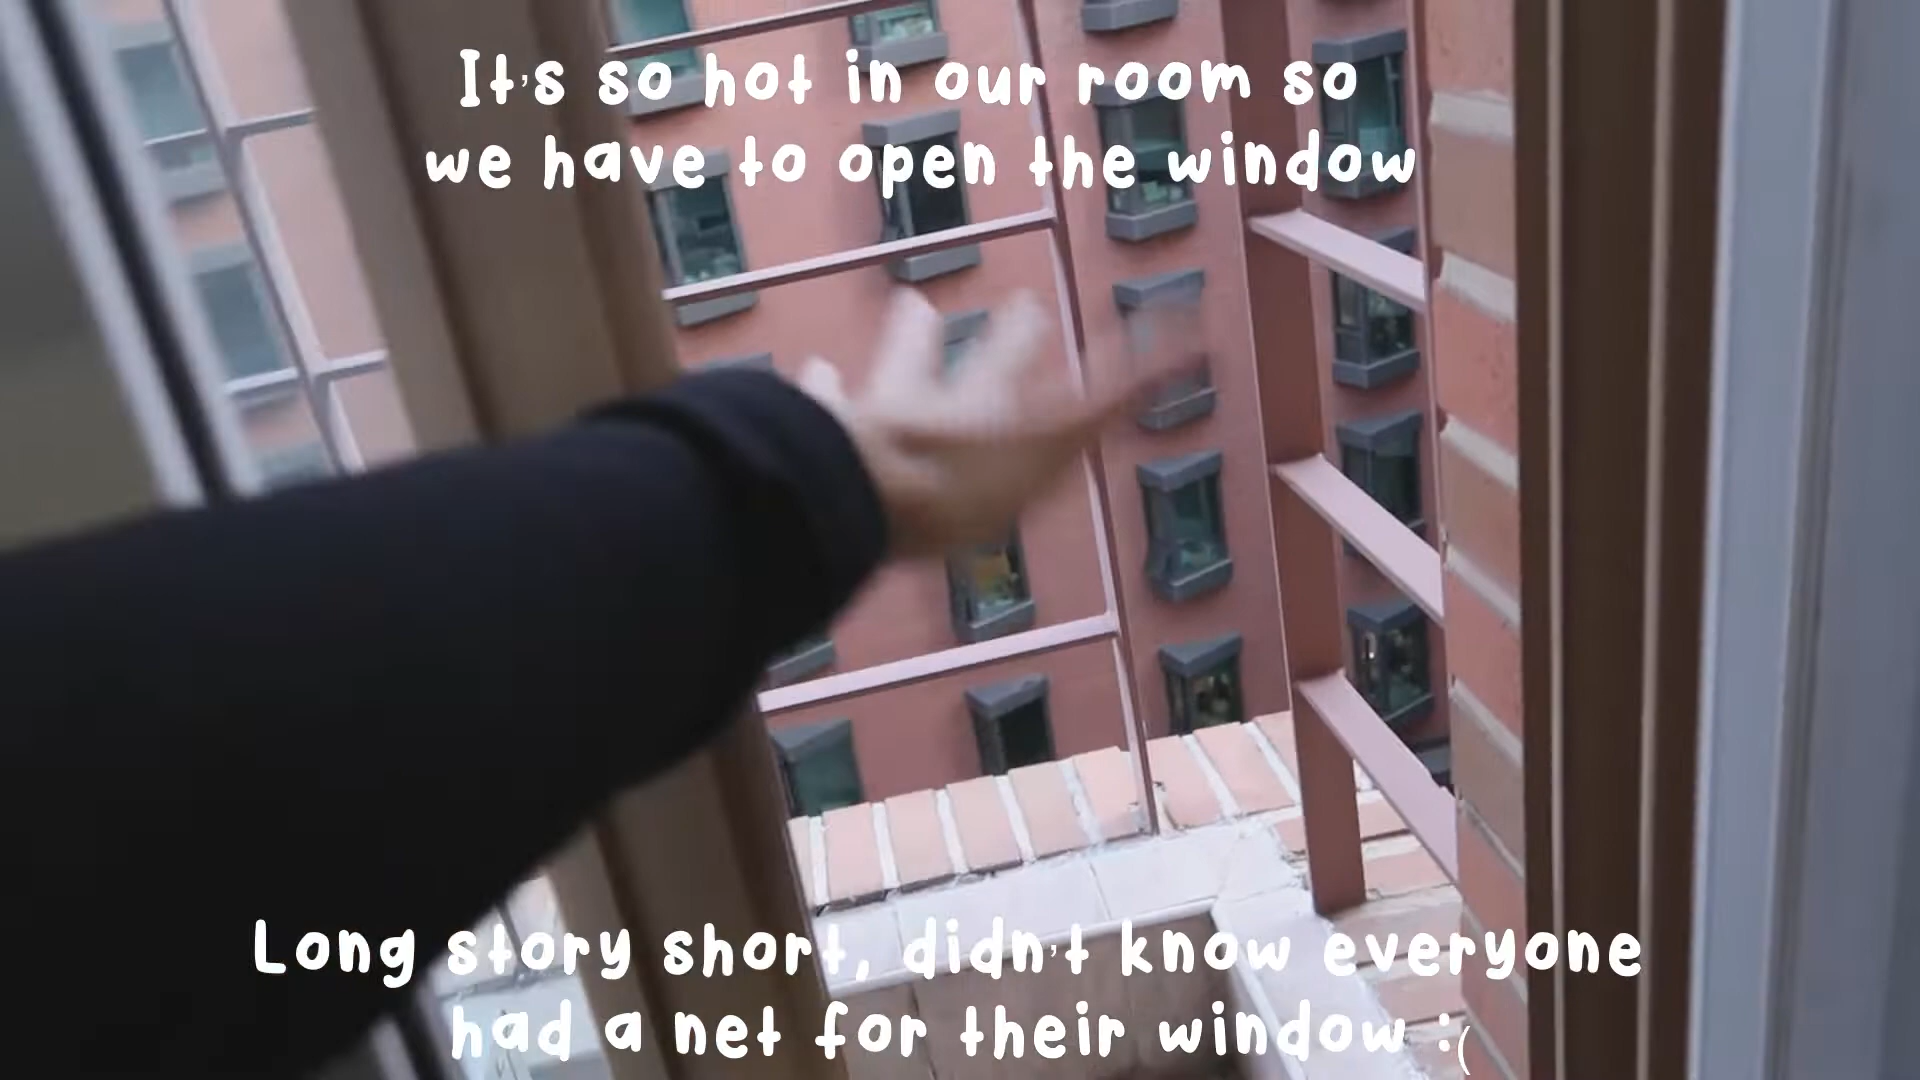 It's so hot in our room so
we have to open the window
Long story short, didn't know everyone
had a net for their window :(